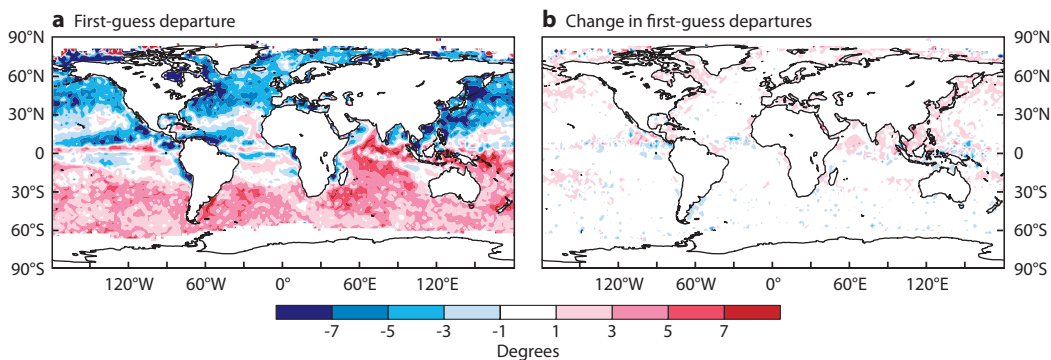 a First-guess departure
b Change in first-guess departures
90°N
60°N
30°N
0
30°S
60°S
90°S
120°W 60°W 0° 60°E 120°E
90°N
60°N
30°N
0
30°S
60°S
90°S
120°W 60°W 0° 60°E 120°E
-7 -5 -3 -1 1 3 5 7
Degrees